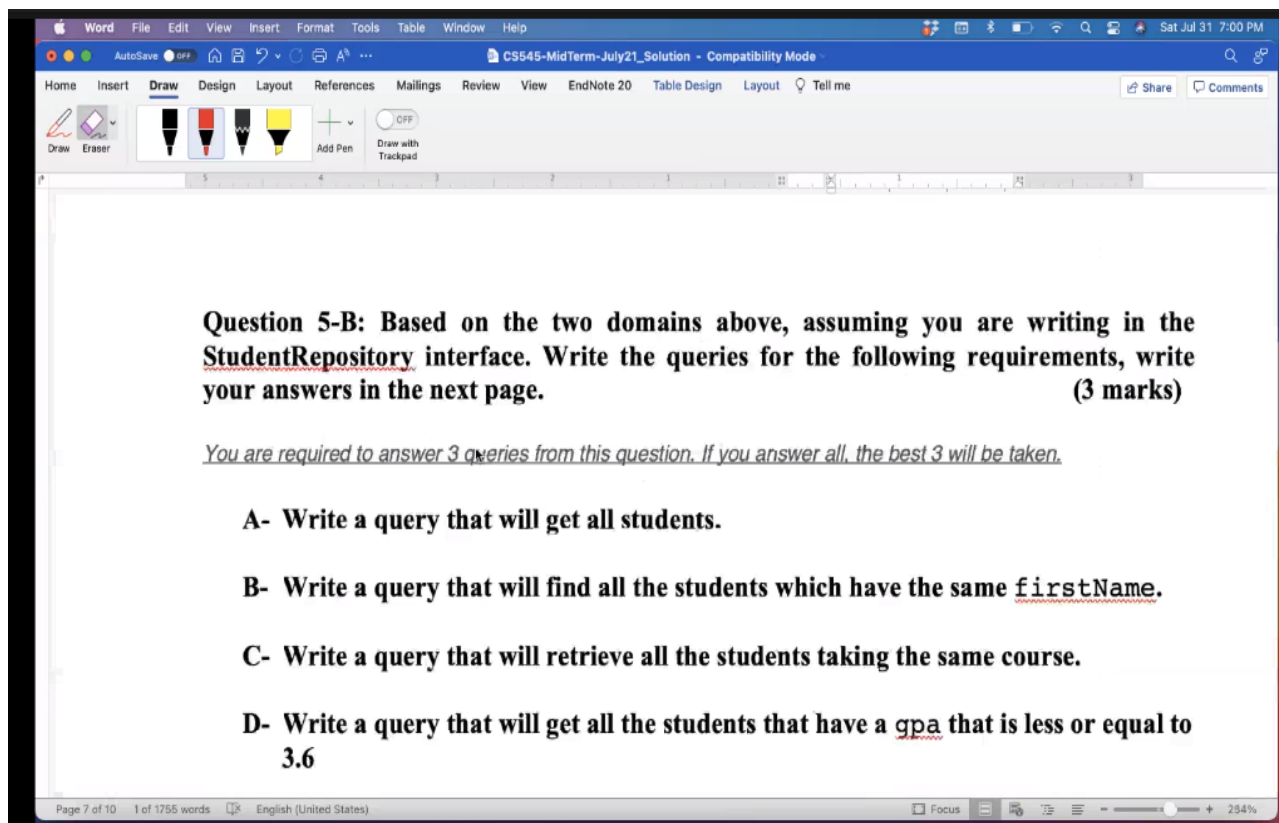 Word File Edit View Insert Format Tools Table Window Help Sat Jul 31 7:00 PM
AutoSave OFF CS545-MidTerm-July21_Solution - Compatibility Mode
Home Insert Draw Design Layout References Mailings Review View EndNote 20 Table Design Layout Tell me Share Comments
OFF
Draw Eraser Add Pen Draw with
Trackpad
5 4 3 2 1 1 3
Question 5-B: Based on the two domains above, assuming you are writing in the
StudentRepository interface. Write the queries for the following requirements, write
your answers in the next page. (3 marks)
You are required to answer 3 queries from this question. If you answer all, the best 3 will be taken.
A- Write a query that will get all students.
B- Write a query that will find all the students which have the same firstName.
C- Write a query that will retrieve all the students taking the same course.
D- Write a query that will get all the students that have a gpa that is less or equal to
3.6
Page 7 of 10 1 of 1755 words English (United States) Focus 284%